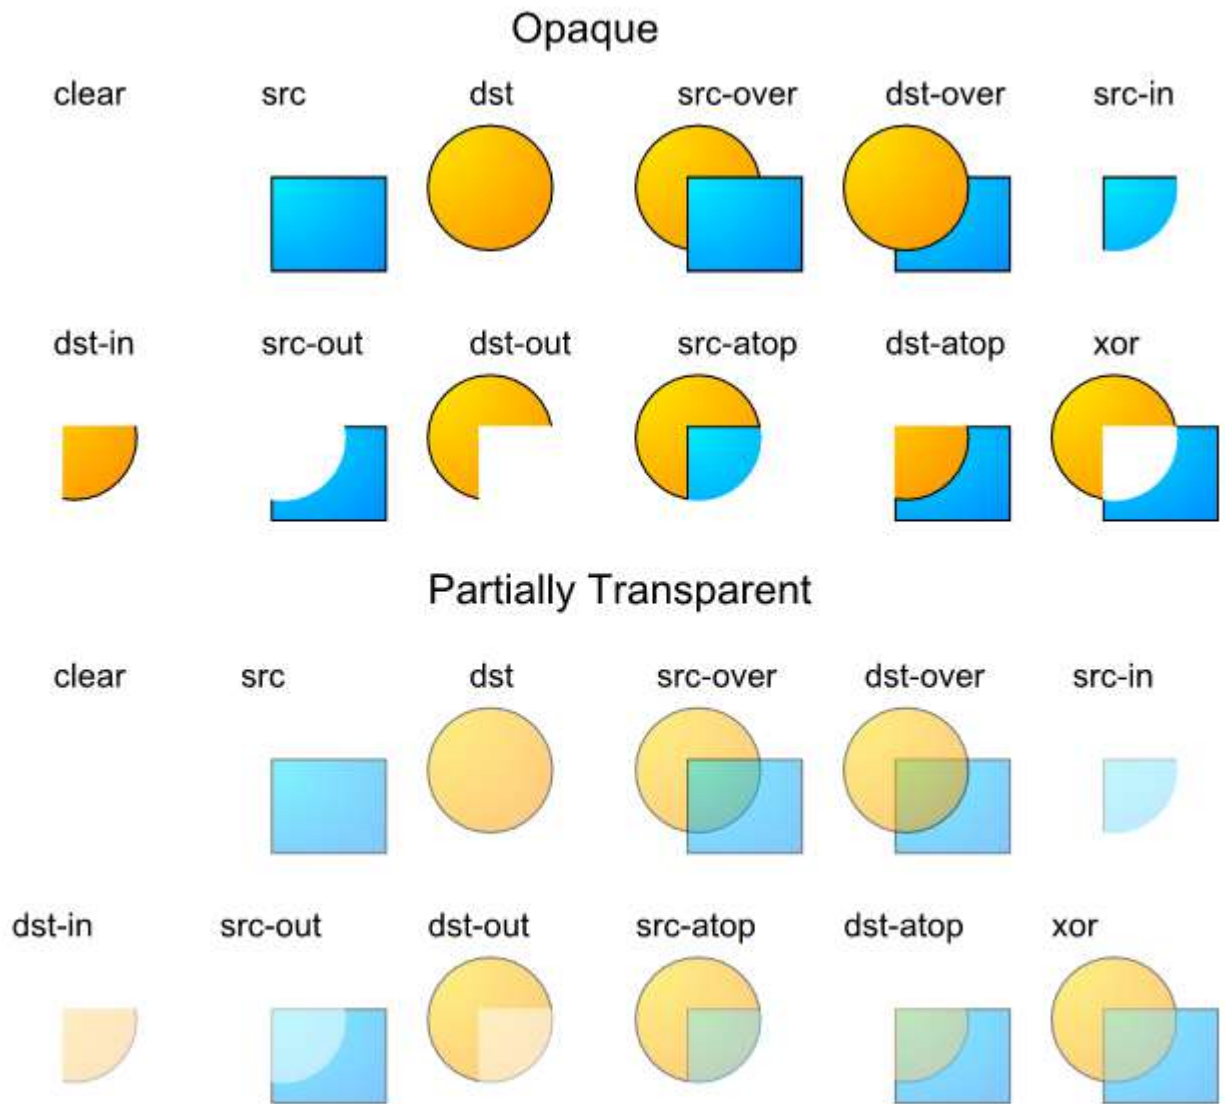 Opaque
clear src dst src-over dst-over src-in
dst-in src-out dst-out src-atop dst-atop xor
Partially Transparent
clear src dst src-over dst-over src-in
dst-in src-out dst-out src-atop dst-atop xor